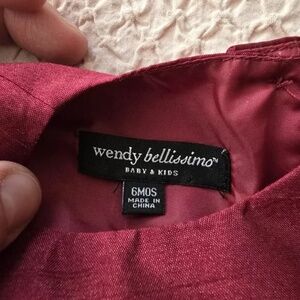 wendy bellissimo™
BABY & KIDS
6MOS
MADE IN
CHINA